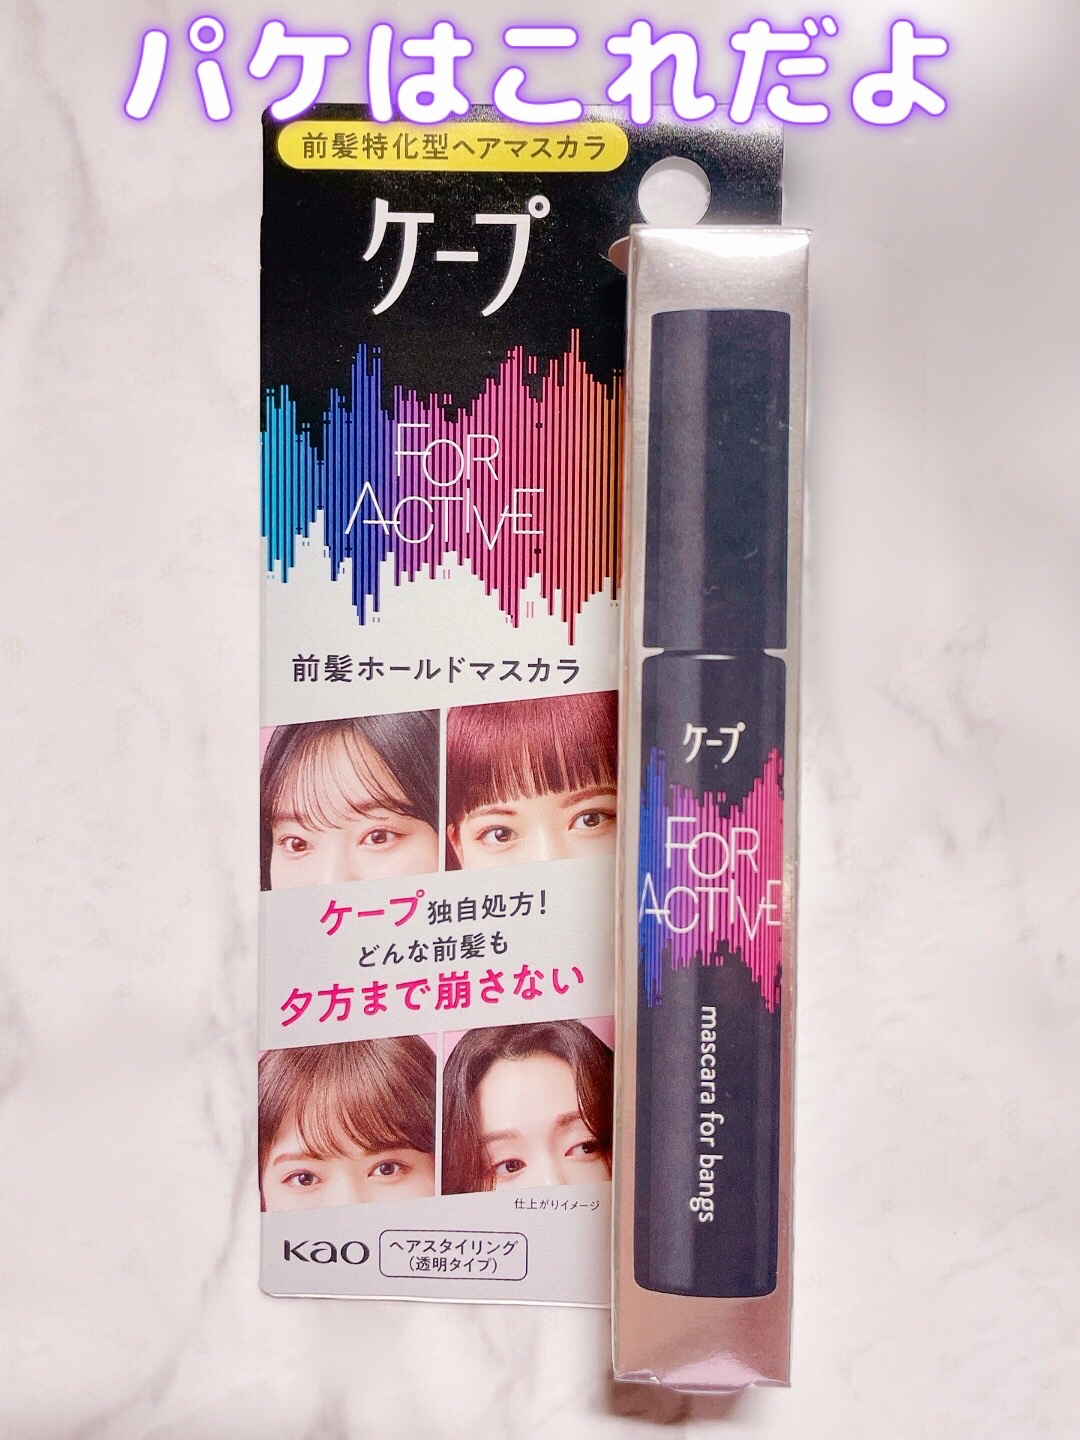 パケはこれだよ
前髪特化型ヘアマスカラ
ケープ
FOR
ACTIVE
前髪ホールドマスカラ
ケープ独自処方!
どんな前髪も
夕方まで崩さない
仕上がりイメージ
Kao
ヘアスタイリング
(透明タイプ)
ケープ
FOR
ACTIVE
mascara for bangs